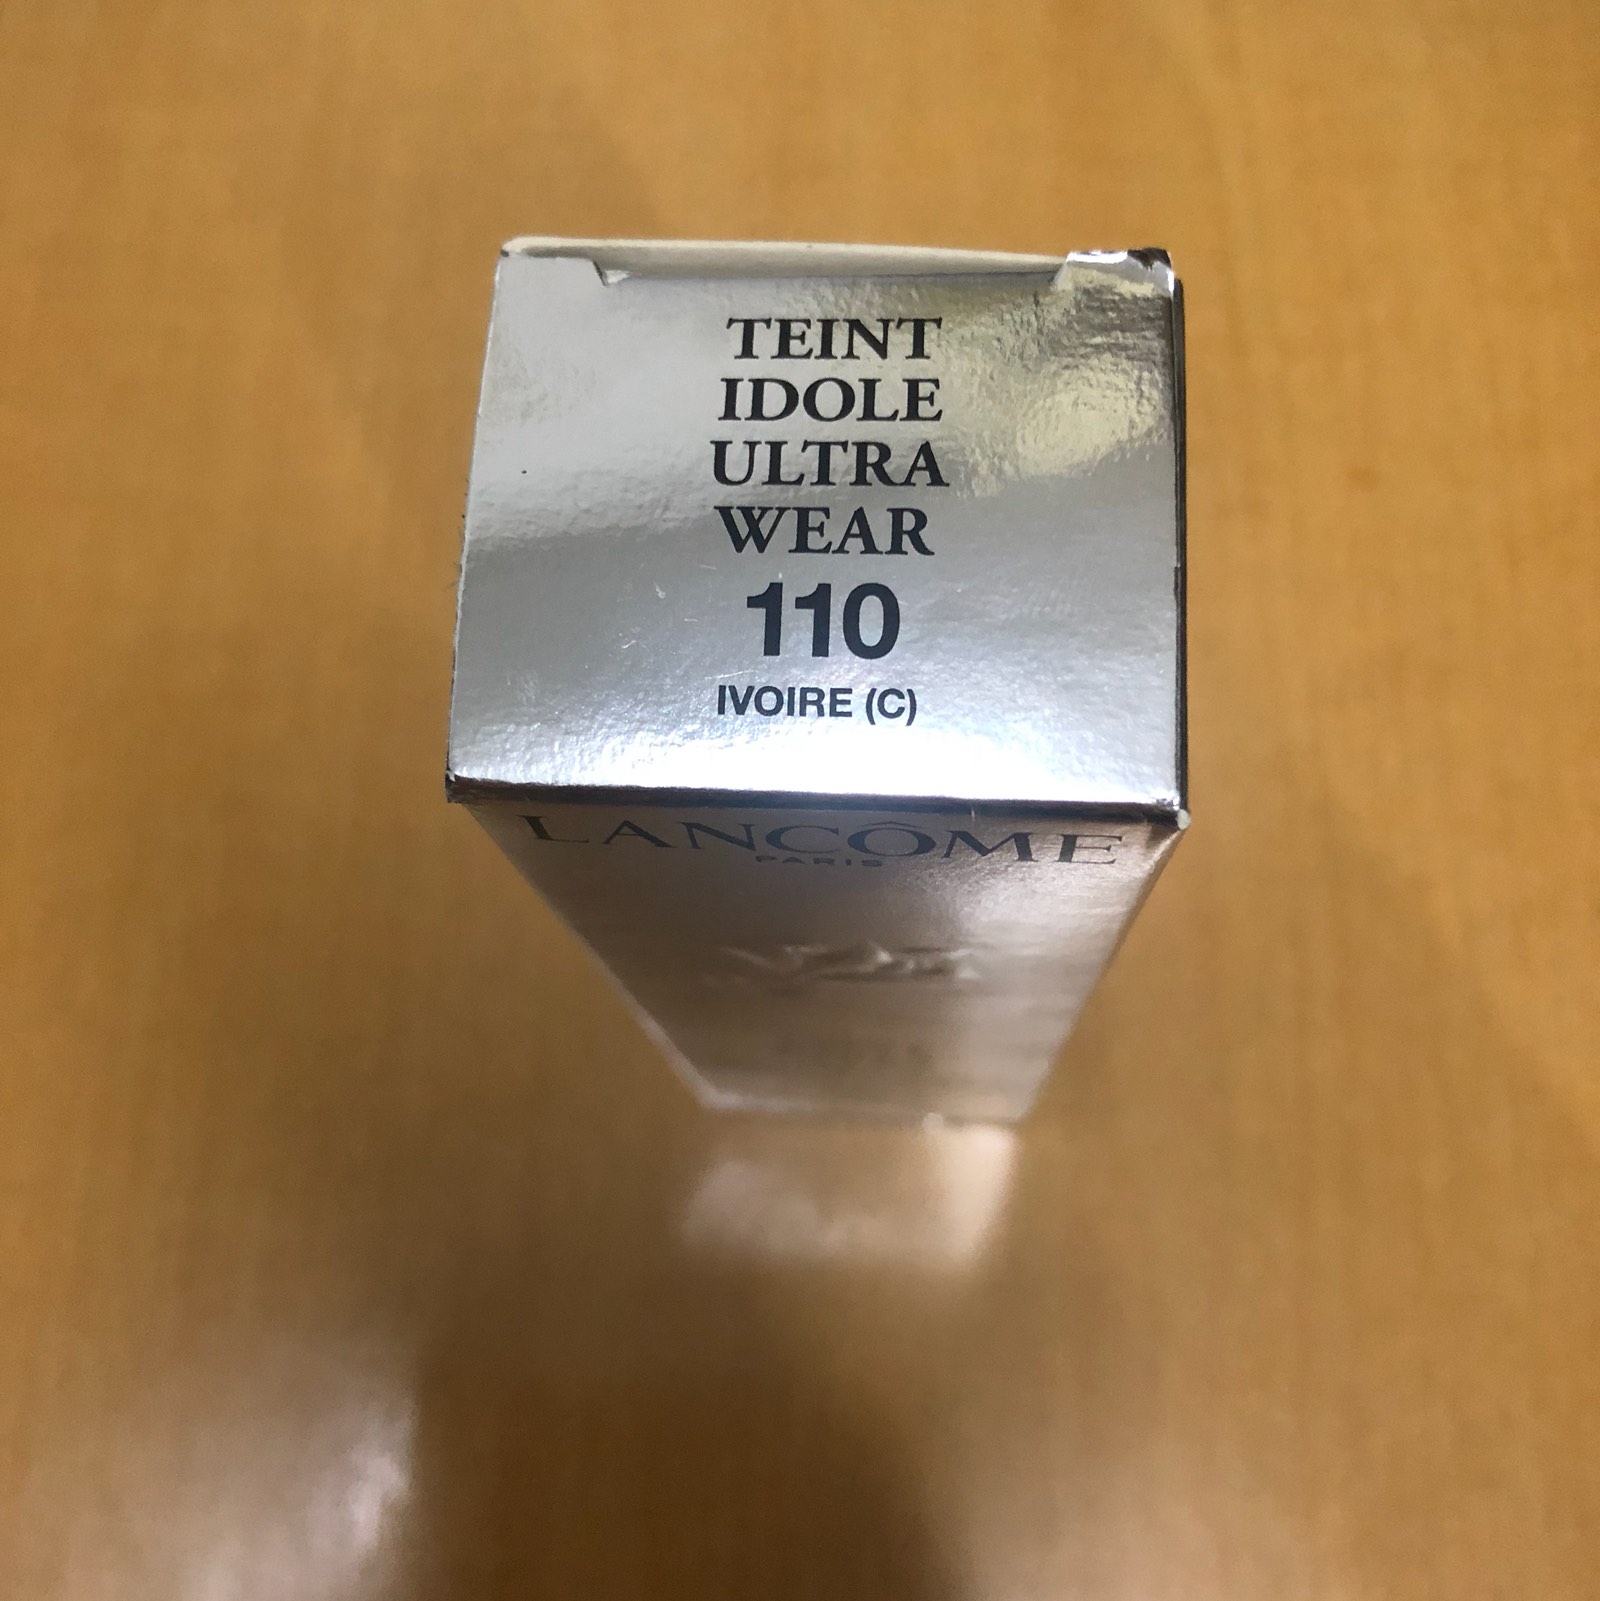 TEINT
IDOLE
ULTRA
WEAR
110
IVOIRE (C)
LANCÔME
PARIS